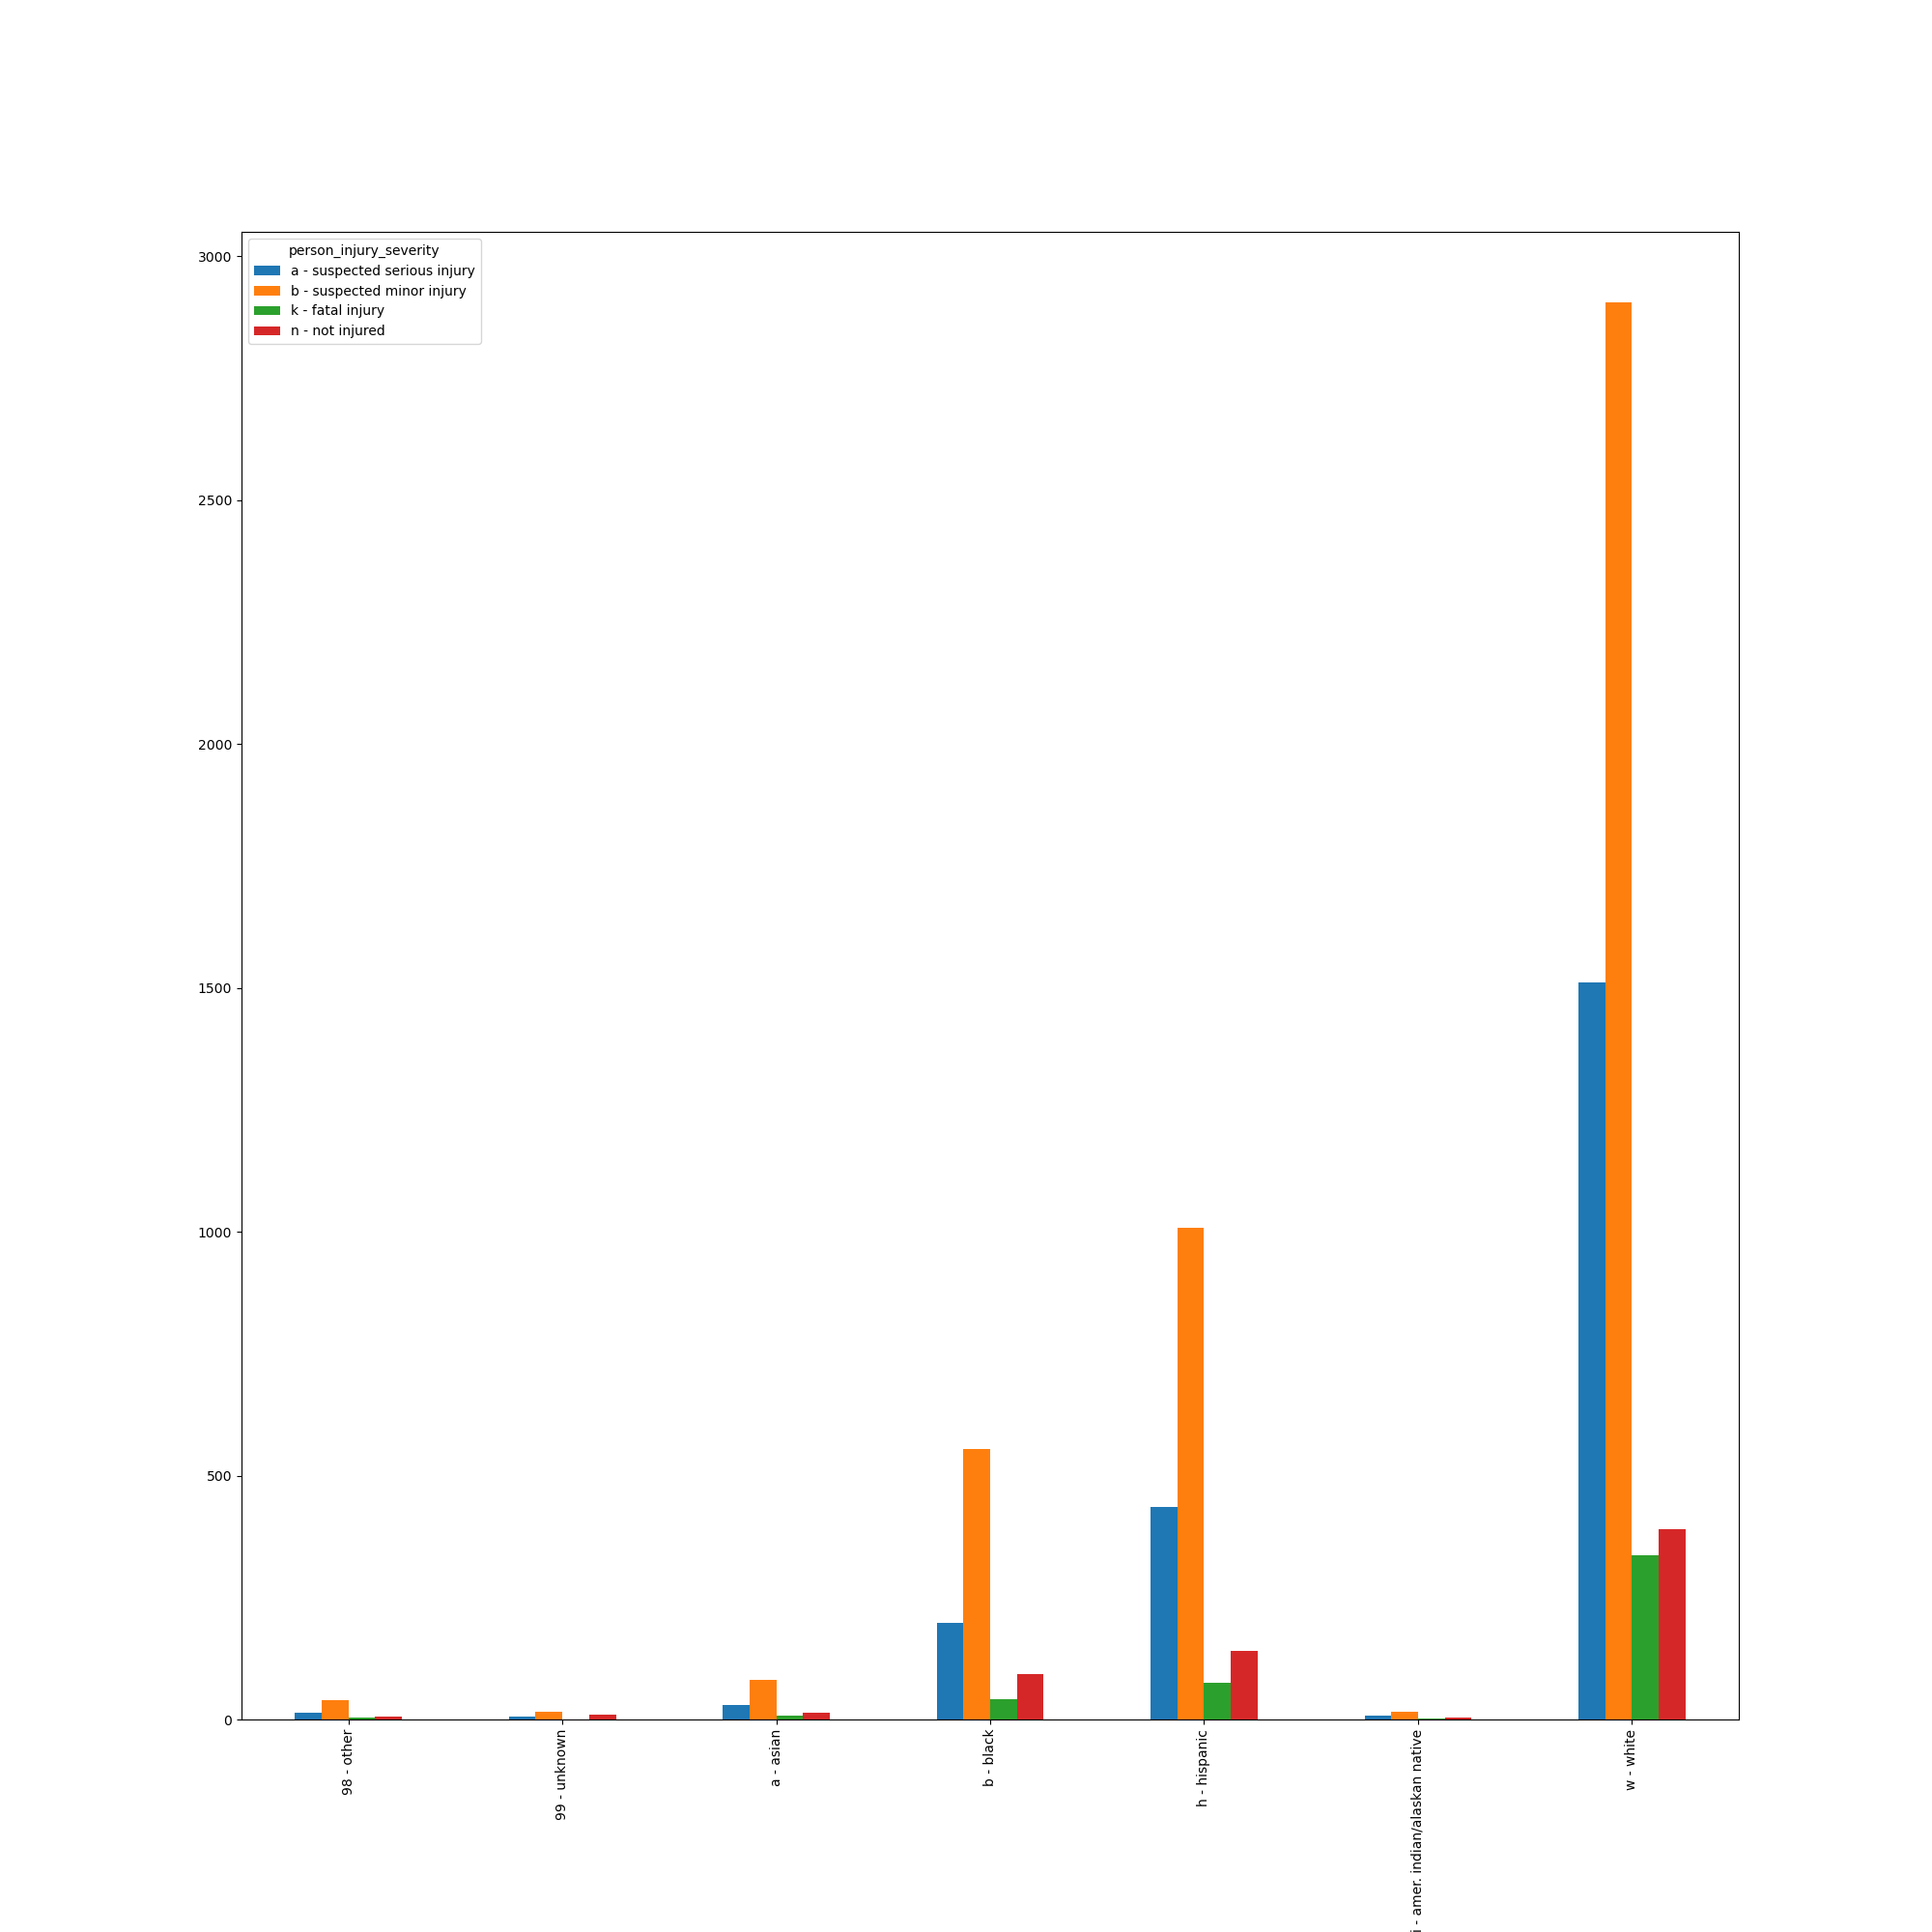 person_injury_severity
a - suspected serious injury
b - suspected minor injury
k - fatal injury
n - not injured
3000
2500
2000
1500
1000
500
0
98 - other
99 - unknown
a - asian
b - black
h - hispanic
i - amer. indian/alaskan native
w - white